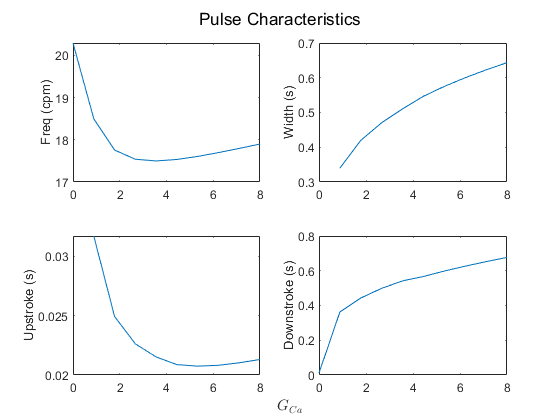 Pulse Characteristics
Freq (cpm)
20
19
18
17
0 2 4 6 8
Width (s)
0.7
0.6
0.5
0.4
0.3
0 2 4 6 8
Upstroke (s)
0.03
0.025
0.02
0 2 4 6 8
Downstroke (s)
0.8
0.6
0.4
0.2
0
0 2 4 6 8
G_Ca